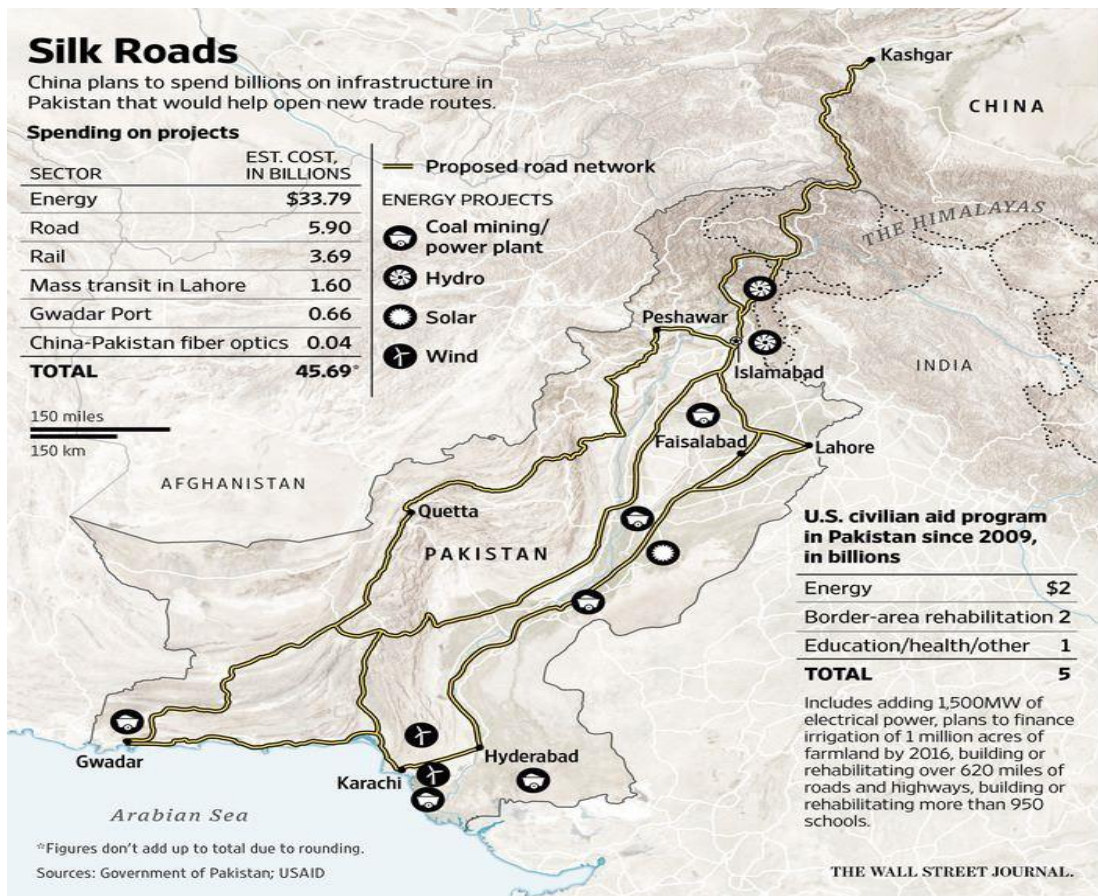 Silk Roads
China plans to spend billions on infrastructure in
Pakistan that would help open new trade routes.
Spending on projects
SECTOR EST. COST, IN BILLIONS
Energy $33.79
Road 5.90
Rail 3.69
Mass transit in Lahore 1.60
Gwadar Port 0.66
China-Pakistan fiber optics 0.04
TOTAL 45.69*
150 miles
150 km
Proposed road network
ENERGY PROJECTS
Coal mining/
power plant
Hydro
Solar
Wind
Kashgar
CHINA
THE HIMALAYAS
Peshawar
Islamabad
INDIA
Faisalabad
Lahore
AFGHANISTAN
Quetta
PAKISTAN
Gwadar
Karachi
Hyderabad
Arabian Sea
U.S. civilian aid program
in Pakistan since 2009,
in billions
Energy $2
Border-area rehabilitation 2
Education/health/other 1
TOTAL 5
Includes adding 1,500MW of
electrical power, plans to finance
irrigation of 1 million acres of
farmland by 2016, building or
rehabilitating over 620 miles of
roads and highways, building or
rehabilitating more than 950
schools.
*Figures don't add up to total due to rounding.
Sources: Government of Pakistan; USAID
THE WALL STREET JOURNAL.